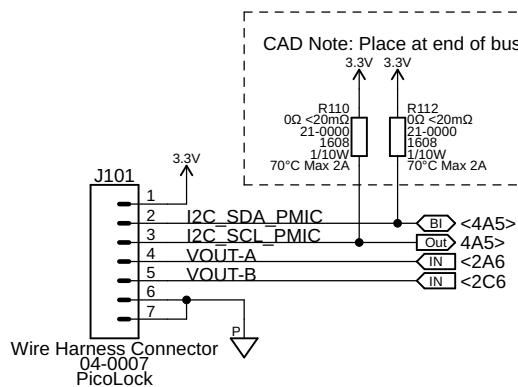 CAD Note: Place at end of bus
3.3V 3.3V
R110
0Ω <20mΩ
21-0000
1608
1/10W
70°C Max 2A
R112
0Ω <20mΩ
21-0000
1608
1/10W
70°C Max 2A
3.3V
J101
1
2 I2C_SDA_PMIC BI <4A5>
3 I2C_SCL_PMIC Out 4A5>
4 VOUT-A IN <2A6
5 VOUT-B IN <2C6
6
7
P
Wire Harness Connector
04-0007
PicoLock